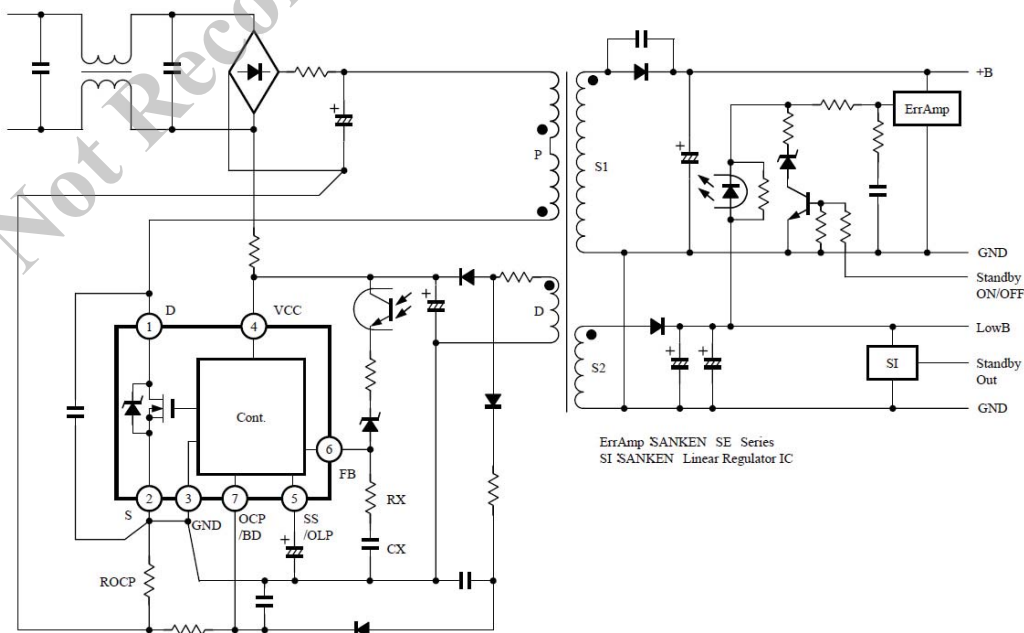 Not Recom
+B
ErrAmp
P
S1
GND
Standby
ON/OFF
D
VCC
D
LowB
1
4
S2
SI
Standby
Out
GND
Cont.
6
FB
ErrAmp SANKEN SE Series
SI SANKEN Linear Regulator IC
RX
2
3
7
5
S
GND
OCP
/BD
SS
/OLP
CX
ROCP